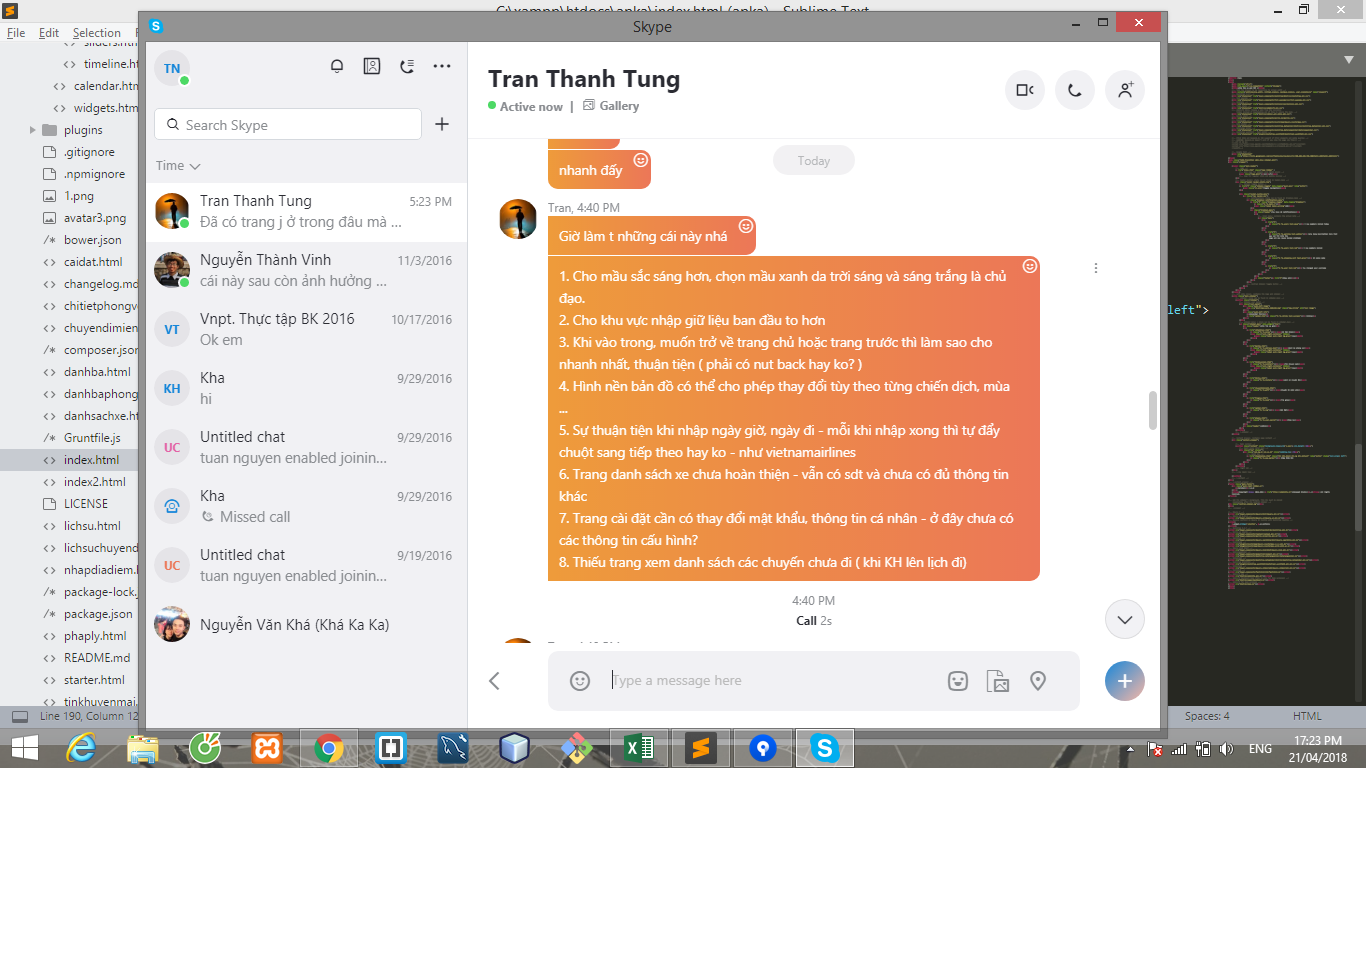 C:\xampp\htdocs\anka\index.html (anka) - Sublime Text
File Edit Selection
sliders.htm
timeline.ht
calendar.htm
widgets.htm
plugins
.gitignore
.npmignore
1.png
avatar3.png
bower.json
caidat.html
changelog.md
chitietphongv
chuyendimien
composer.json
danhba.html
danhbaphong
danhsachxe.ht
Gruntfile.js
index.html
index2.html
LICENSE
lichsu.html
lichsuchuyend
nhapdiadiem.l
package-lock.
package.json
phaply.html
README.md
starter.html
tinkhuyenmai.
Line 190, Column 12
Skype
TN
Search Skype
Time
Tran Thanh Tung 5:23 PM
Đã có trang j ở trong đâu mà ...
Nguyễn Thành Vinh 11/3/2016
cái này sau còn ảnh hưởng ...
VT
Vnpt. Thực tập BK 2016 10/17/2016
Ok em
KH
Kha 9/29/2016
hi
UC
Untitled chat 9/29/2016
tuan nguyen enabled joinin...
Kha 9/29/2016
Missed call
UC
Untitled chat 9/19/2016
tuan nguyen enabled joinin...
Nguyễn Văn Khá (Khá Ka Ka)
Tran Thanh Tung
Active now | Gallery
Today
nhanh đấy
Tran, 4:40 PM
Giờ làm t những cái này nhá
1. Cho mầu sắc sáng hơn, chọn mầu xanh da trời sáng và sáng trắng là chủ
đạo.
2. Cho khu vực nhập giữ liệu ban đầu to hơn
3. Khi vào trong, muốn trở về trang chủ hoặc trang trước thì làm sao cho
nhanh nhất, thuận tiện ( phải có nut back hay ko? )
4. Hình nền bản đồ có thể cho phép thay đổi tùy theo từng chiến dịch, mùa
...
5. Sự thuận tiện khi nhập ngày giờ, ngày đi - mỗi khi nhập xong thì tự đẩy
chuột sang tiếp theo hay ko - như vietnamairlines
6. Trang danh sách xe chưa hoàn thiện - vẫn có sdt và chưa có đủ thông tin
khác
7. Trang cài đặt cần có thay đổi mật khẩu, thông tin cá nhân - ở đây chưa có
các thông tin cấu hình?
8. Thiếu trang xem danh sách các chuyến chưa đi ( khi KH lên lịch đi)
4:40 PM
Call 2s
Type a message here
left">
Spaces: 4 HTML
ENG
17:23 PM
21/04/2018